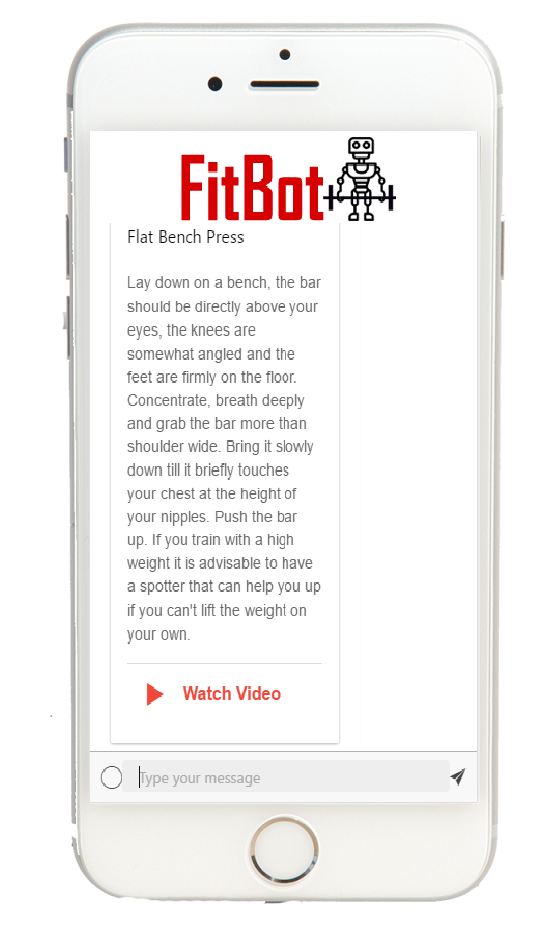 FitBot
Flat Bench Press
Lay down on a bench, the bar
should be directly above your
eyes, the knees are
somewhat angled and the
feet are firmly on the floor.
Concentrate, breath deeply
and grab the bar more than
shoulder wide. Bring it slowly
down till it briefly touches
your chest at the height of
your nipples. Push the bar
up. If you train with a high
weight it is advisable to have
a spotter that can help you up
if you can't lift the weight on
your own.
Watch Video
Type your message